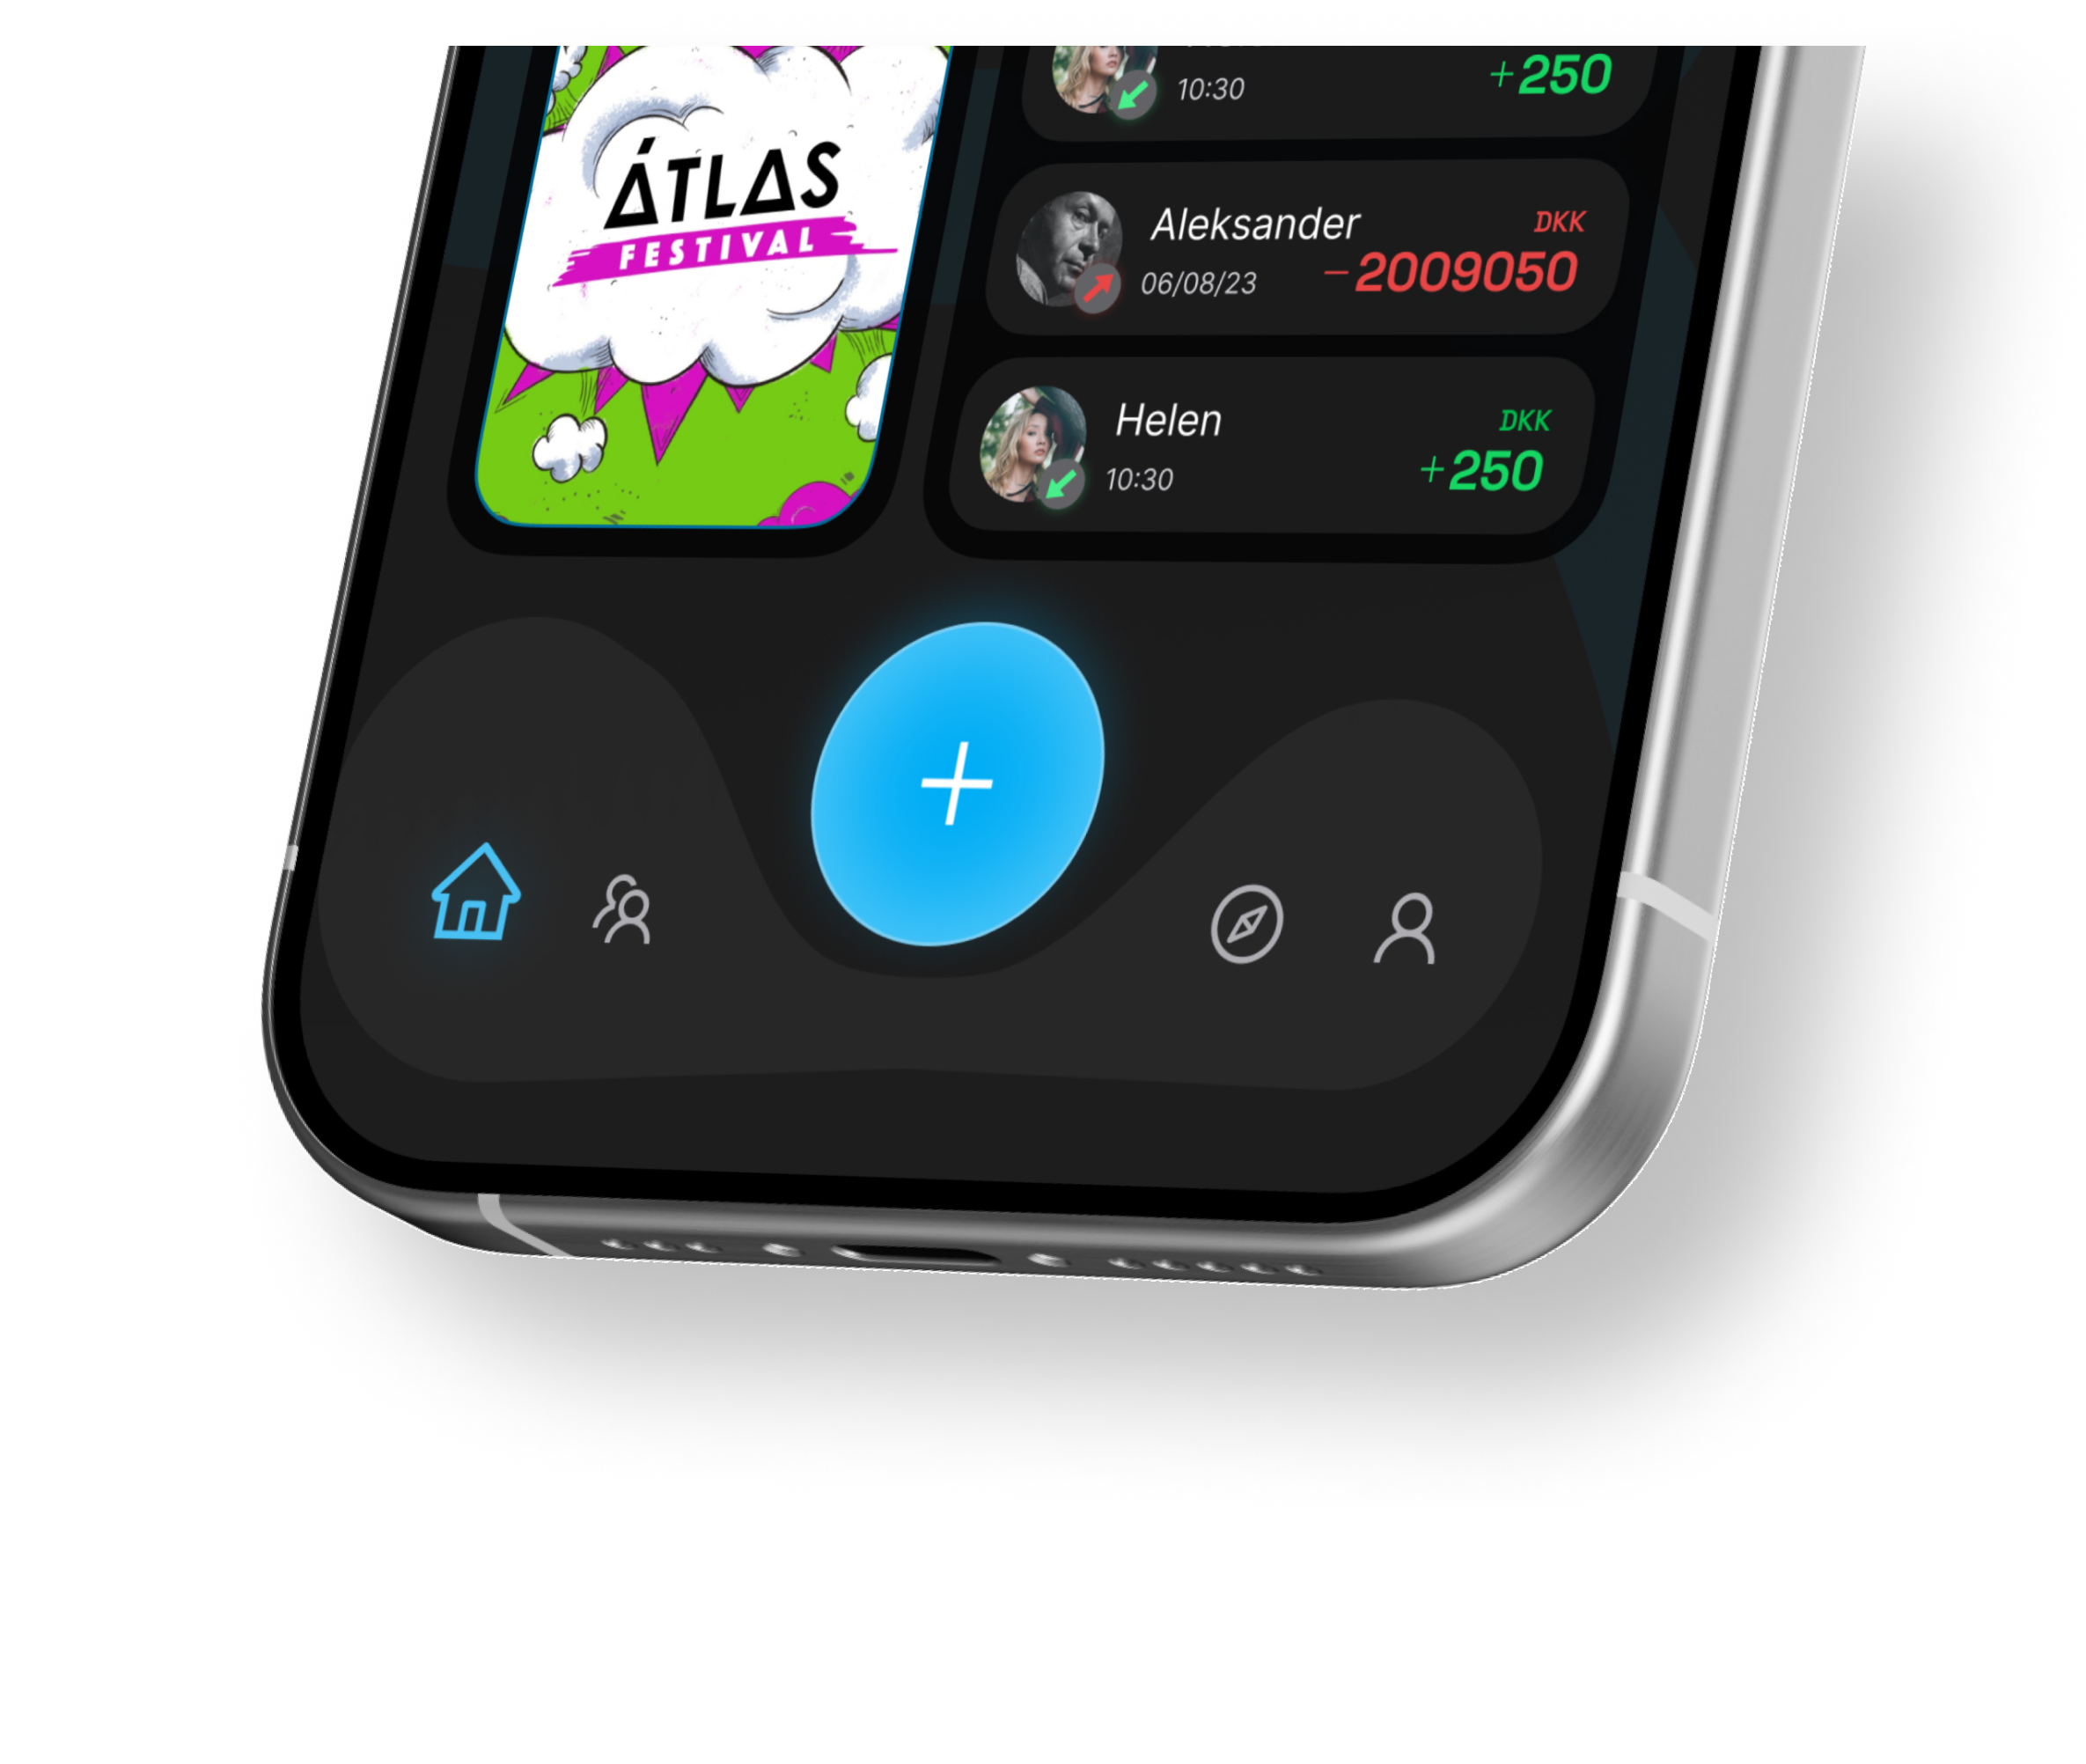 ÁTLAS
FESTIVAL
10:30
+250
Aleksander
DKK
06/08/23
-2009050
Helen
DKK
10:30
+250